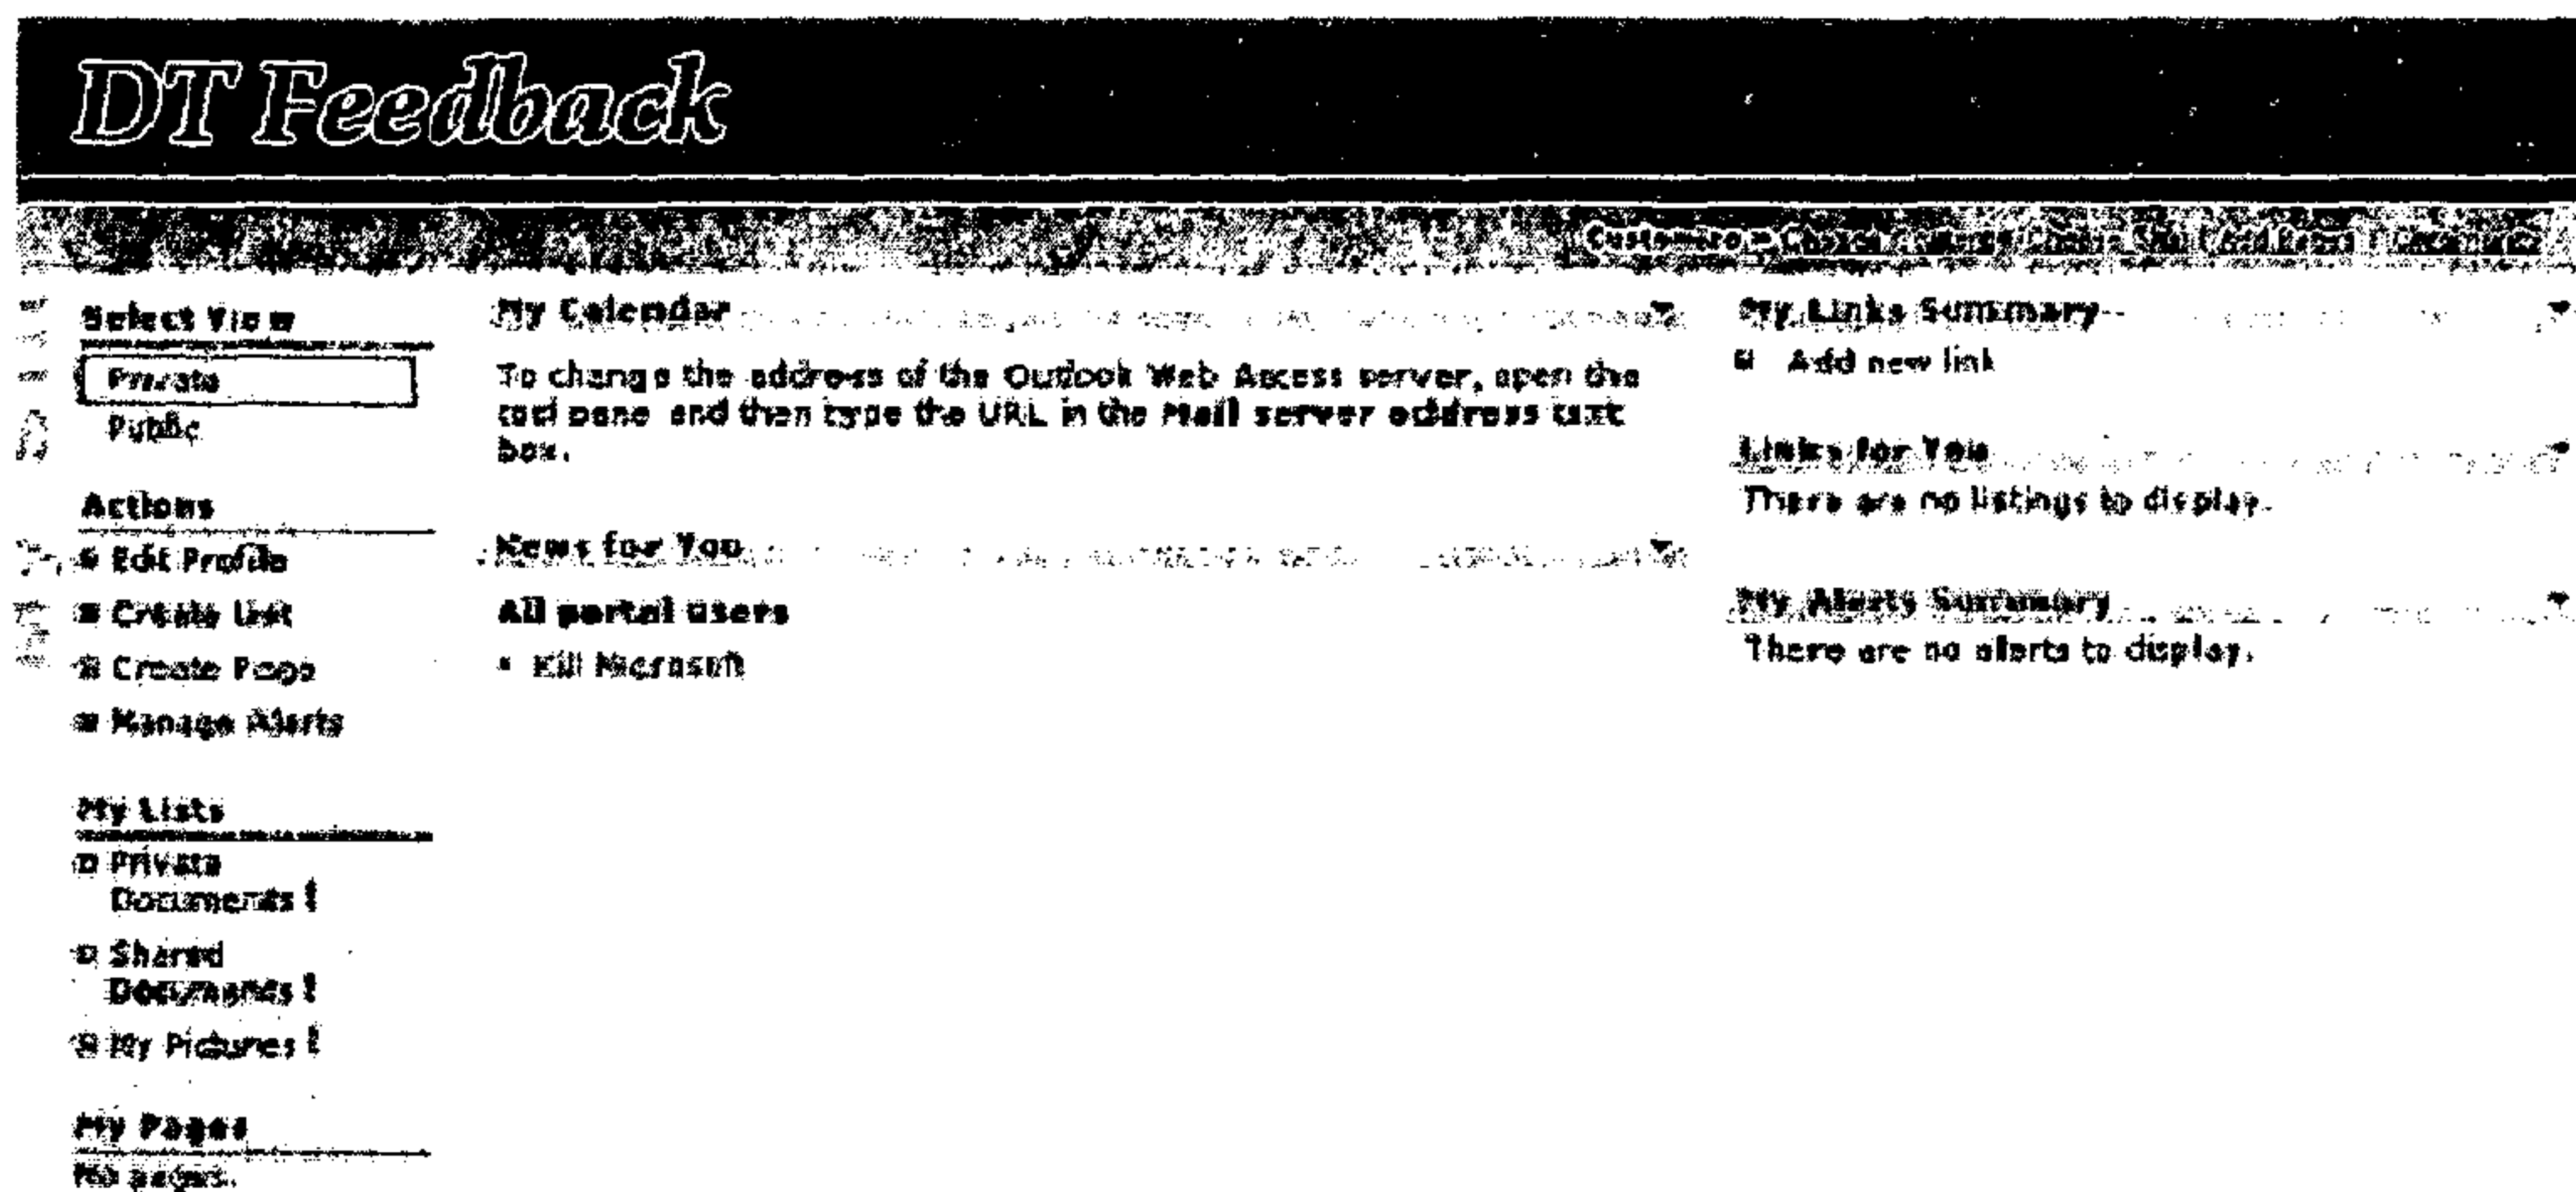 DT Feedback
Select View
Private
Public
Actions
Edit Profile
Create List
Create Page
Manage Alerts
My Lists
Private
Documents !
Shared
Documents !
My Pictures !
My Pages
No pages.
My Calendar
To change the address of the Outlook Web Access server, open the
tool pane and then type the URL in the Mail server address text
box.
News for You
All portal users
Kill Microsoft
My Links Summary
Add new link
Links for You
There are no listings to display.
My Alerts Summary
There are no alerts to display.